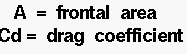 A = frontal area
Cd = drag coefficient